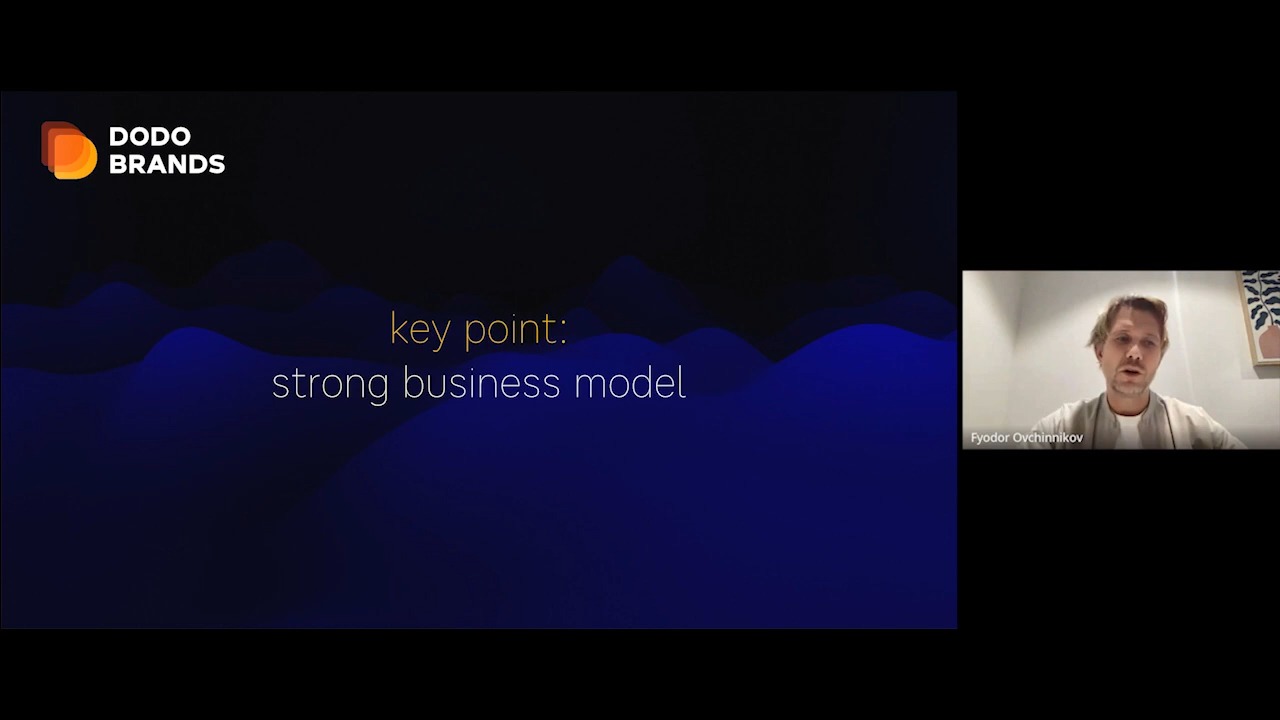 DODO
BRANDS
key point:
strong business model
Fyodor Ovchinnikov